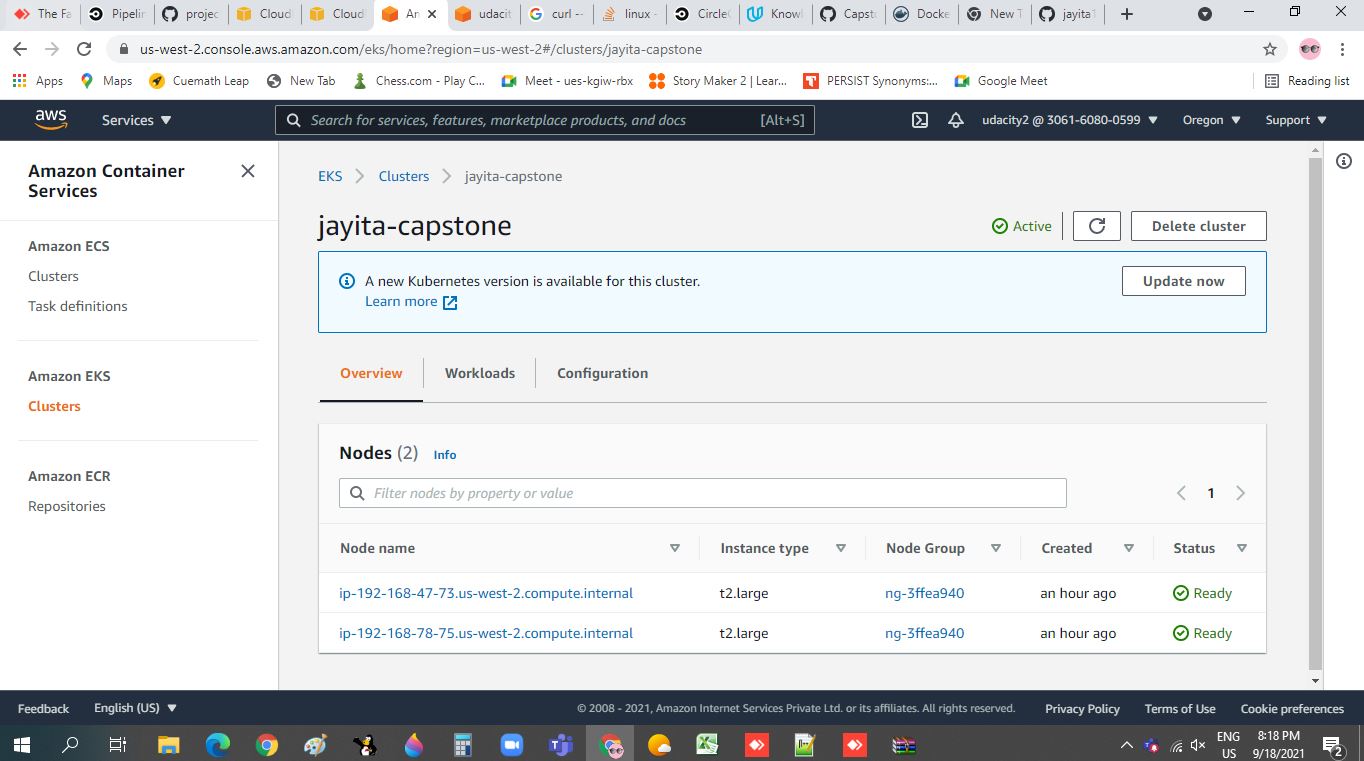 The Fa
Pipelin
projec
Cloud
Cloud
An
udacit
curl --
linux -
CircleC
Knowl
Capsto
Docke
New T
jayita1
us-west-2.console.aws.amazon.com/eks/home?region=us-west-2#/clusters/jayita-capstone
Apps
Maps
Cuemath Leap
New Tab
Chess.com - Play C...
Meet - ues-kgiw-rbx
Story Maker 2 | Lear...
PERSIST Synonyms:...
Google Meet
Reading list
aws
Services
Search for services, features, marketplace products, and docs
[Alt+S]
udacity2 @ 3061-6080-0599
Oregon
Support
Amazon Container
Services
Amazon ECS
Clusters
Task definitions
Amazon EKS
Clusters
Amazon ECR
Repositories
EKS
Clusters
jayita-capstone
jayita-capstone
Active
Delete cluster
A new Kubernetes version is available for this cluster.
Learn more
Update now
Overview
Workloads
Configuration
Nodes (2) Info
Filter nodes by property or value
1
Node name Instance type Node Group Created Status
ip-192-168-47-73.us-west-2.compute.internal t2.large ng-3ffea940 an hour ago Ready
ip-192-168-78-75.us-west-2.compute.internal t2.large ng-3ffea940 an hour ago Ready
Feedback
English (US)
© 2008 - 2021, Amazon Internet Services Private Ltd. or its affiliates. All rights reserved.
Privacy Policy
Terms of Use
Cookie preferences
ENG
US
8:18 PM
9/18/2021
2